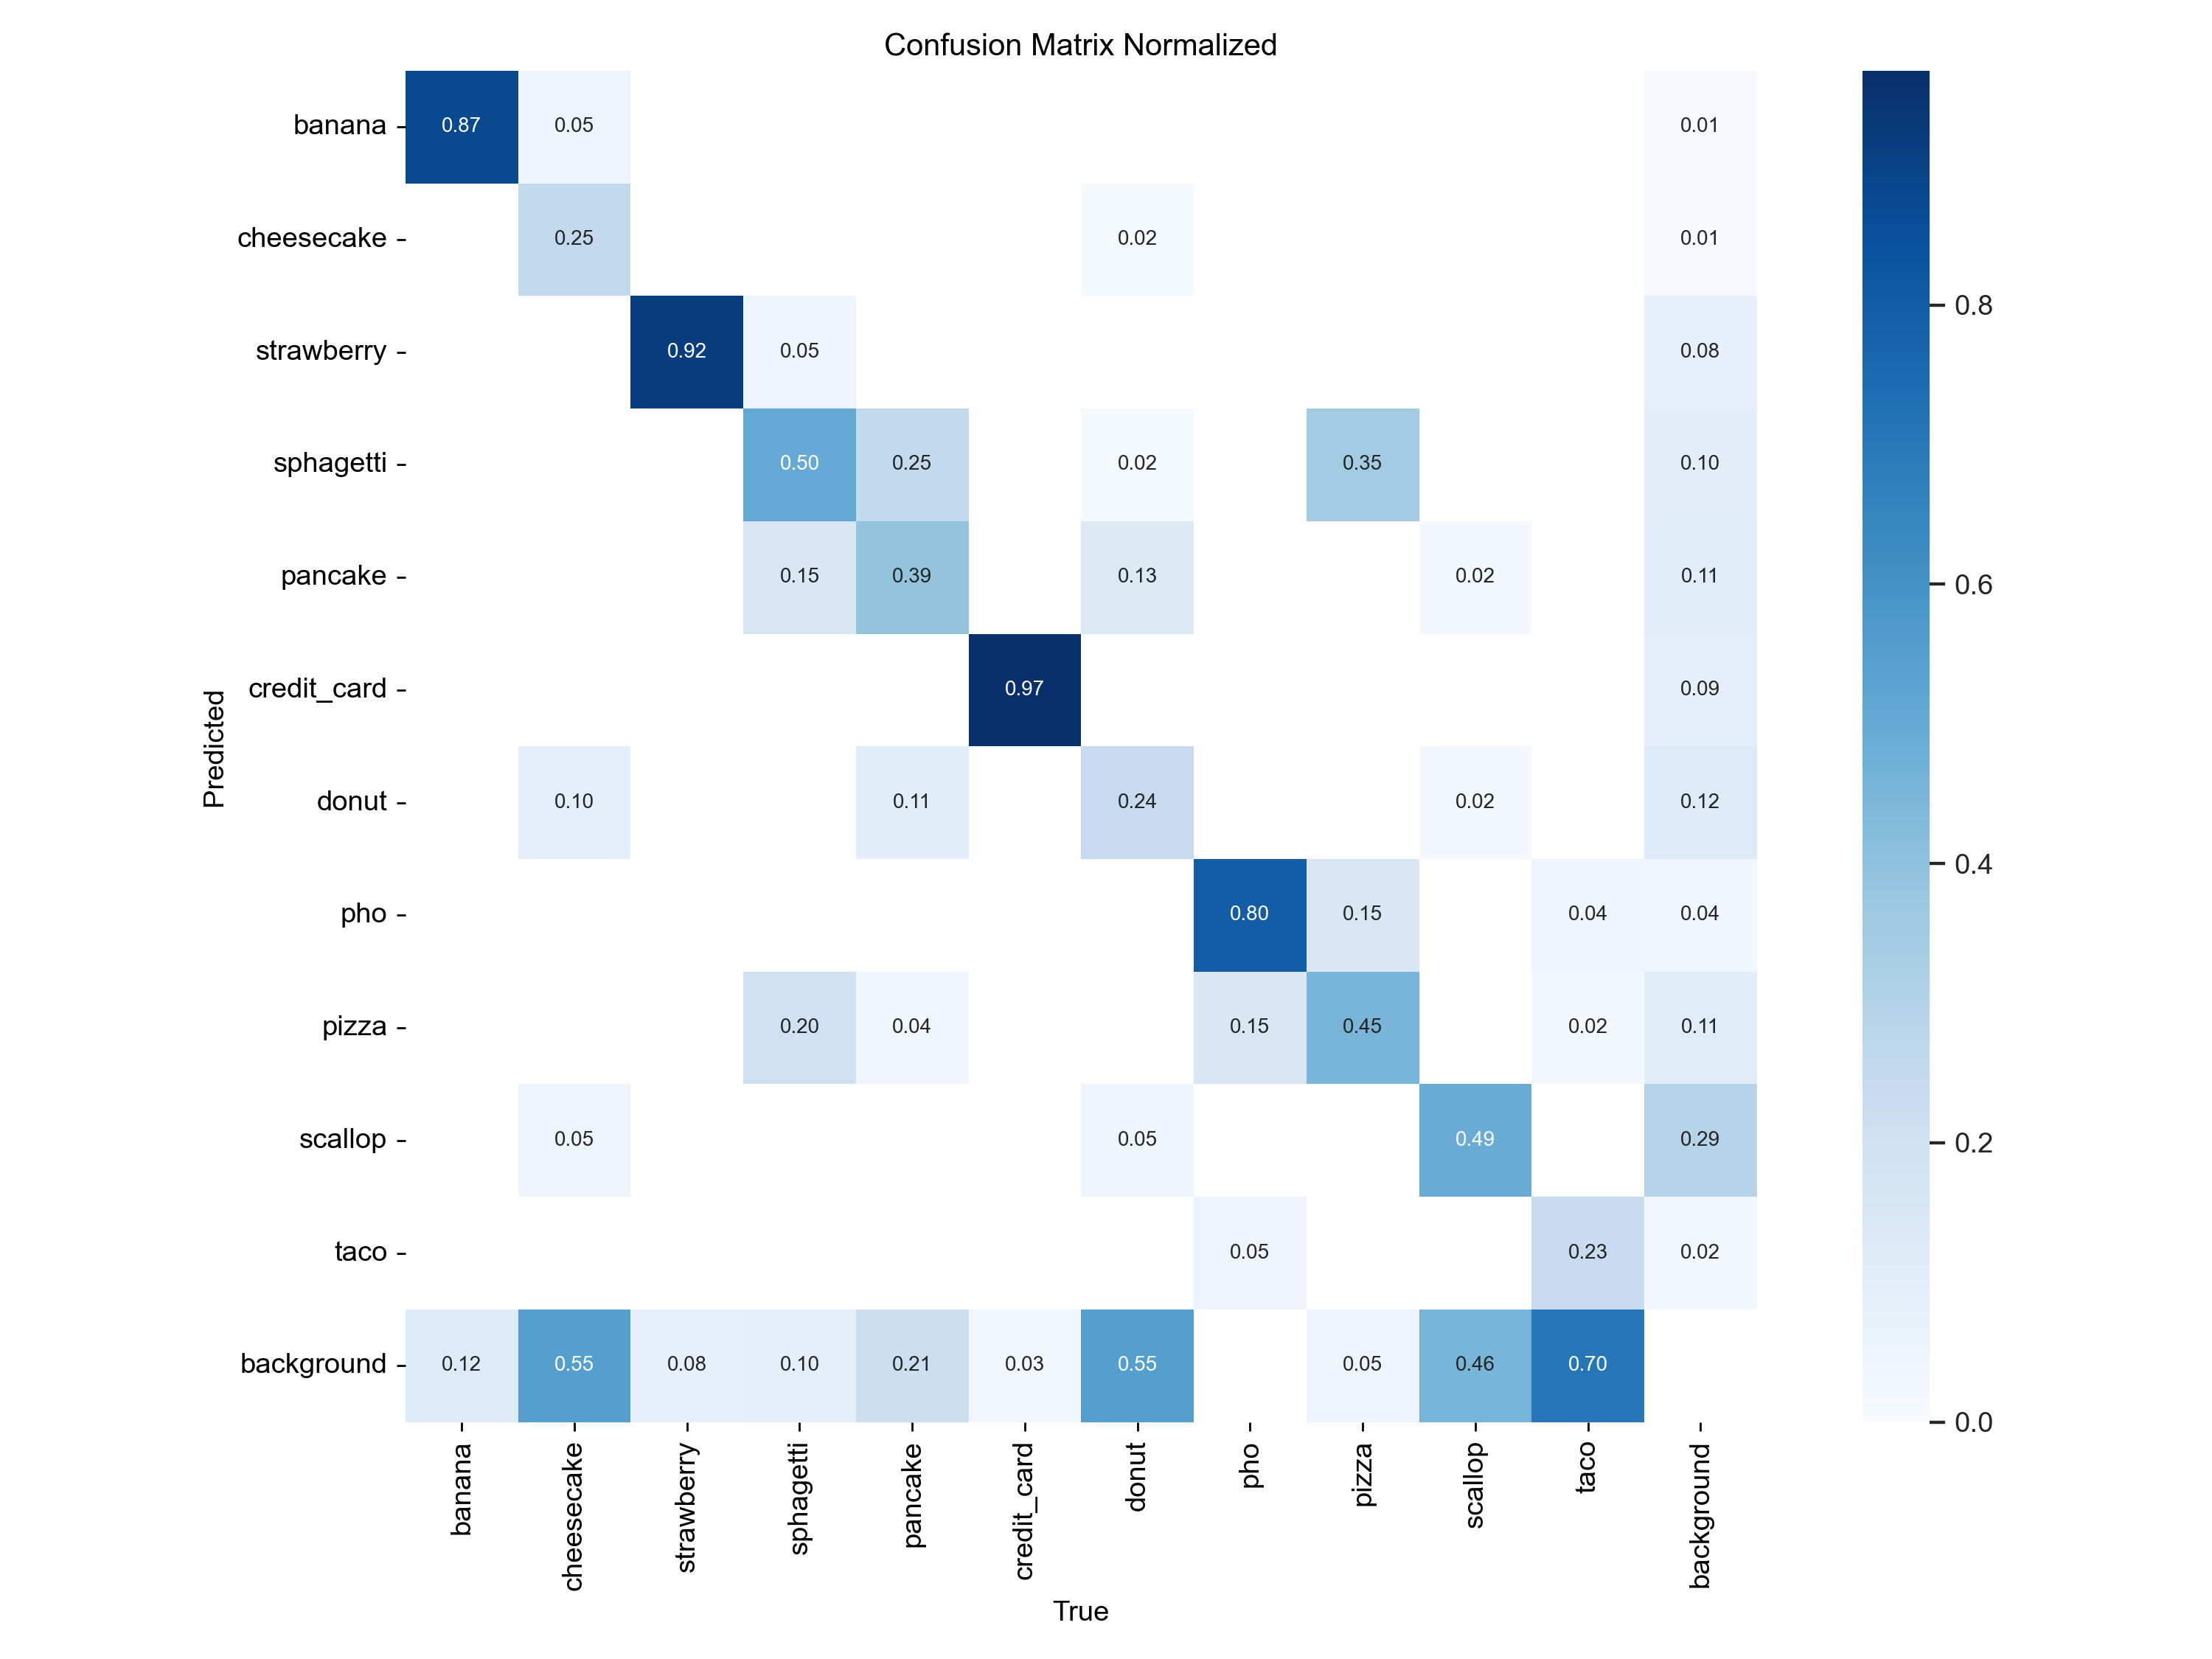 Confusion Matrix Normalized
banana 0.87 0.05 0.01
cheesecake 0.25 0.02 0.01
strawberry 0.92 0.05 0.08
sphagetti 0.50 0.25 0.02 0.35 0.10
pancake 0.15 0.39 0.13 0.02 0.11
credit_card 0.97 0.09
donut 0.10 0.11 0.24 0.02 0.12
pho 0.80 0.15 0.04 0.04
pizza 0.20 0.04 0.15 0.45 0.02 0.11
scallop 0.05 0.05 0.49 0.29
taco 0.05 0.23 0.02
background 0.12 0.55 0.08 0.10 0.21 0.03 0.55 0.05 0.46 0.70
Predicted
banana cheesecake strawberry sphagetti pancake credit_card donut pho pizza scallop taco background
True
0.8
0.6
0.4
0.2
0.0